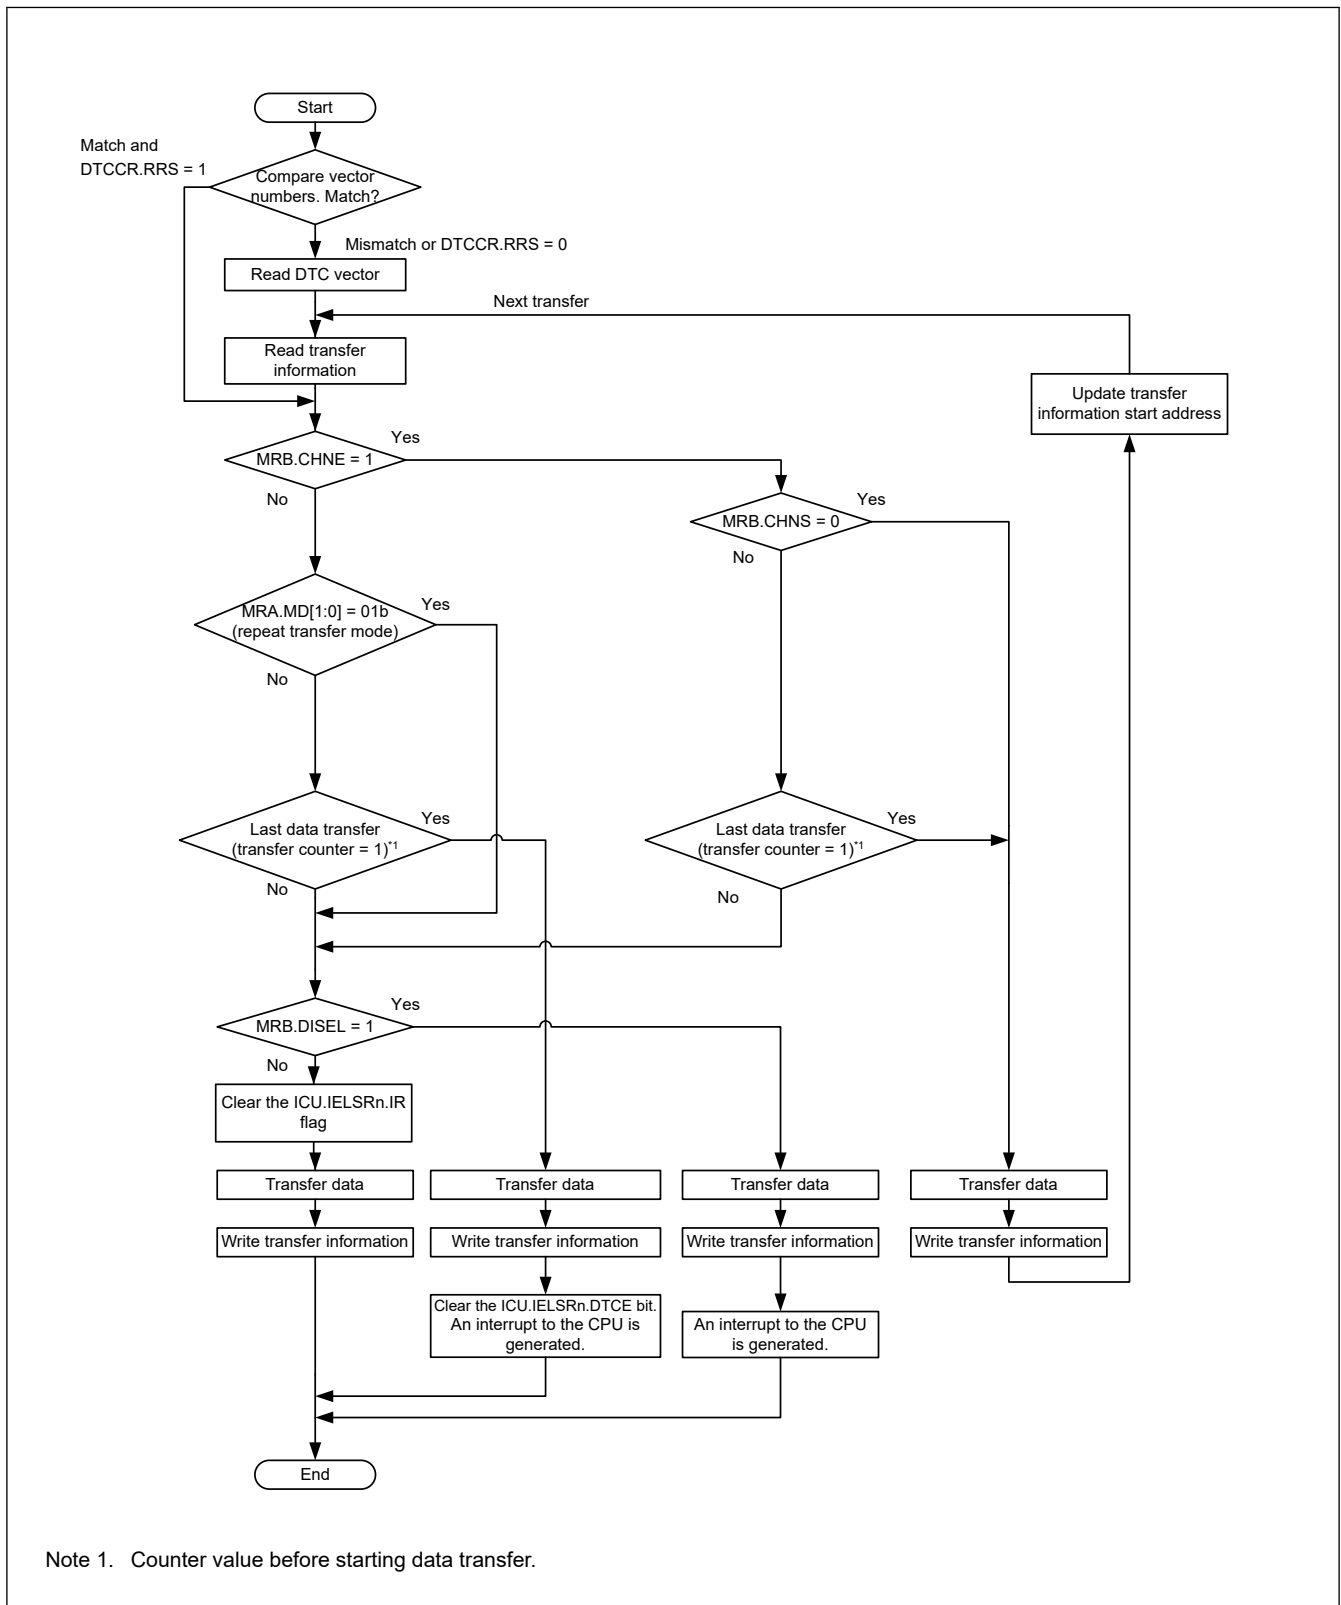 Start
Match and
DTCCR.RRS = 1
Compare vector
numbers. Match?
Mismatch or DTCCR.RRS = 0
Read DTC vector
Next transfer
Read transfer
information
Update transfer
information start address
MRB.CHNE = 1
Yes
No
MRB.CHNS = 0
Yes
No
MRA.MD[1:0] = 01b
(repeat transfer mode)
Yes
No
Last data transfer
(transfer counter = 1)*1
Yes
No
Last data transfer
(transfer counter = 1)*1
Yes
No
MRB.DISEL = 1
Yes
No
Clear the ICU.IELSRn.IR
flag
Transfer data
Transfer data
Transfer data
Transfer data
Write transfer information
Write transfer information
Write transfer information
Write transfer information
Clear the ICU.IELSRn.DTCE bit.
An interrupt to the CPU is
generated.
An interrupt to the CPU
is generated.
End
Note 1. Counter value before starting data transfer.